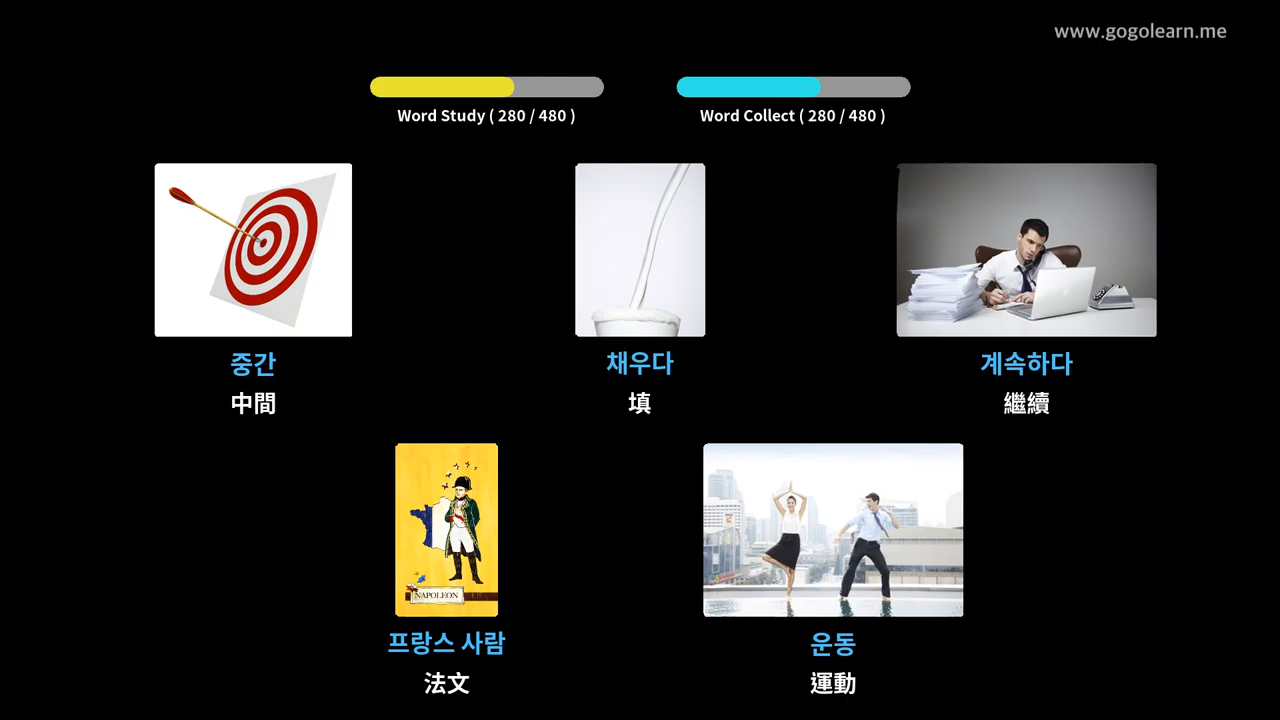 www.gogolearn.me
Word Study ( 280 / 480 )
Word Collect ( 280 / 480 )
중간
中間
채우다
填
계속하다
繼續
NAPOLEON
프랑스 사람
法文
운동
運動